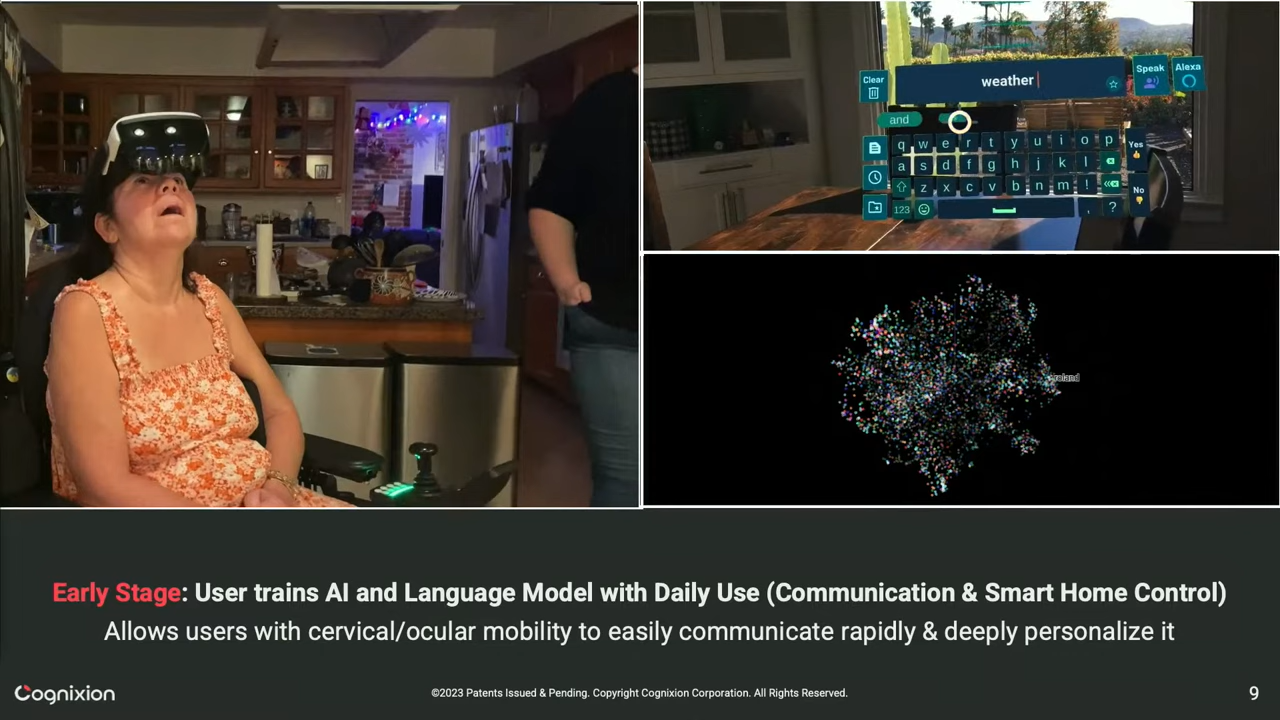 Clear
weather
Speak
Alexa
and
q w e r t y u i o p
Yes
a s d f g h j k l
z x c v b n m !
No
123 , ?
Early Stage: User trains AI and Language Model with Daily Use (Communication & Smart Home Control)
Allows users with cervical/ocular mobility to easily communicate rapidly & deeply personalize it
Cognixion
©2023 Patents Issued & Pending. Copyright Cognixion Corporation. All Rights Reserved.
9